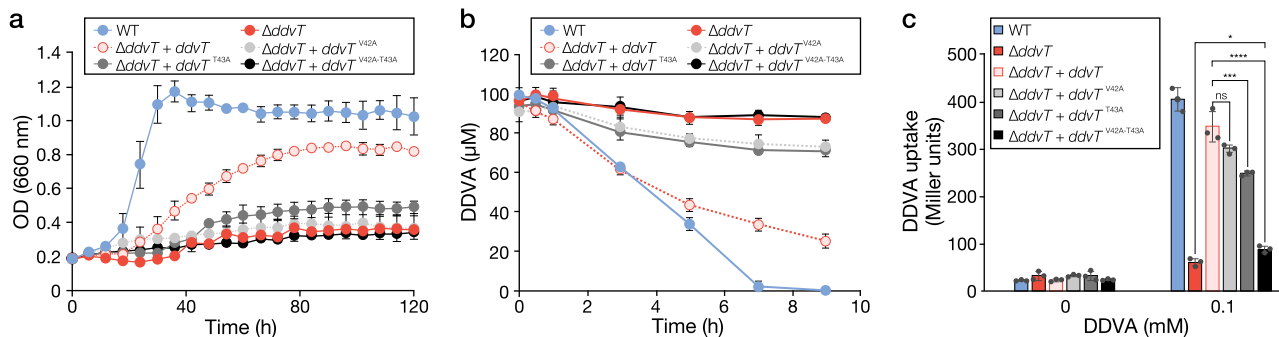 a
WT
ΔddvT
ΔddvT + ddvT
ΔddvT + ddvT V42A
ΔddvT + ddvT T43A
ΔddvT + ddvT V42A-T43A
OD (660 nm)
1.4
1.2
1.0
0.8
0.6
0.4
0.2
0
0
40
80
120
Time (h)
b
WT
ΔddvT
ΔddvT + ddvT
ΔddvT + ddvT V42A
ΔddvT + ddvT T43A
ΔddvT + ddvT V42A-T43A
DDVA (µM)
120
100
80
60
40
20
0
0
2
4
6
8
10
Time (h)
c
WT
ΔddvT
ΔddvT + ddvT
ΔddvT + ddvT V42A
ΔddvT + ddvT T43A
ΔddvT + ddvT V42A-T43A
*
****
***
ns
DDVA uptake
(Miller units)
500
400
300
200
100
0
0
0.1
DDVA (mM)